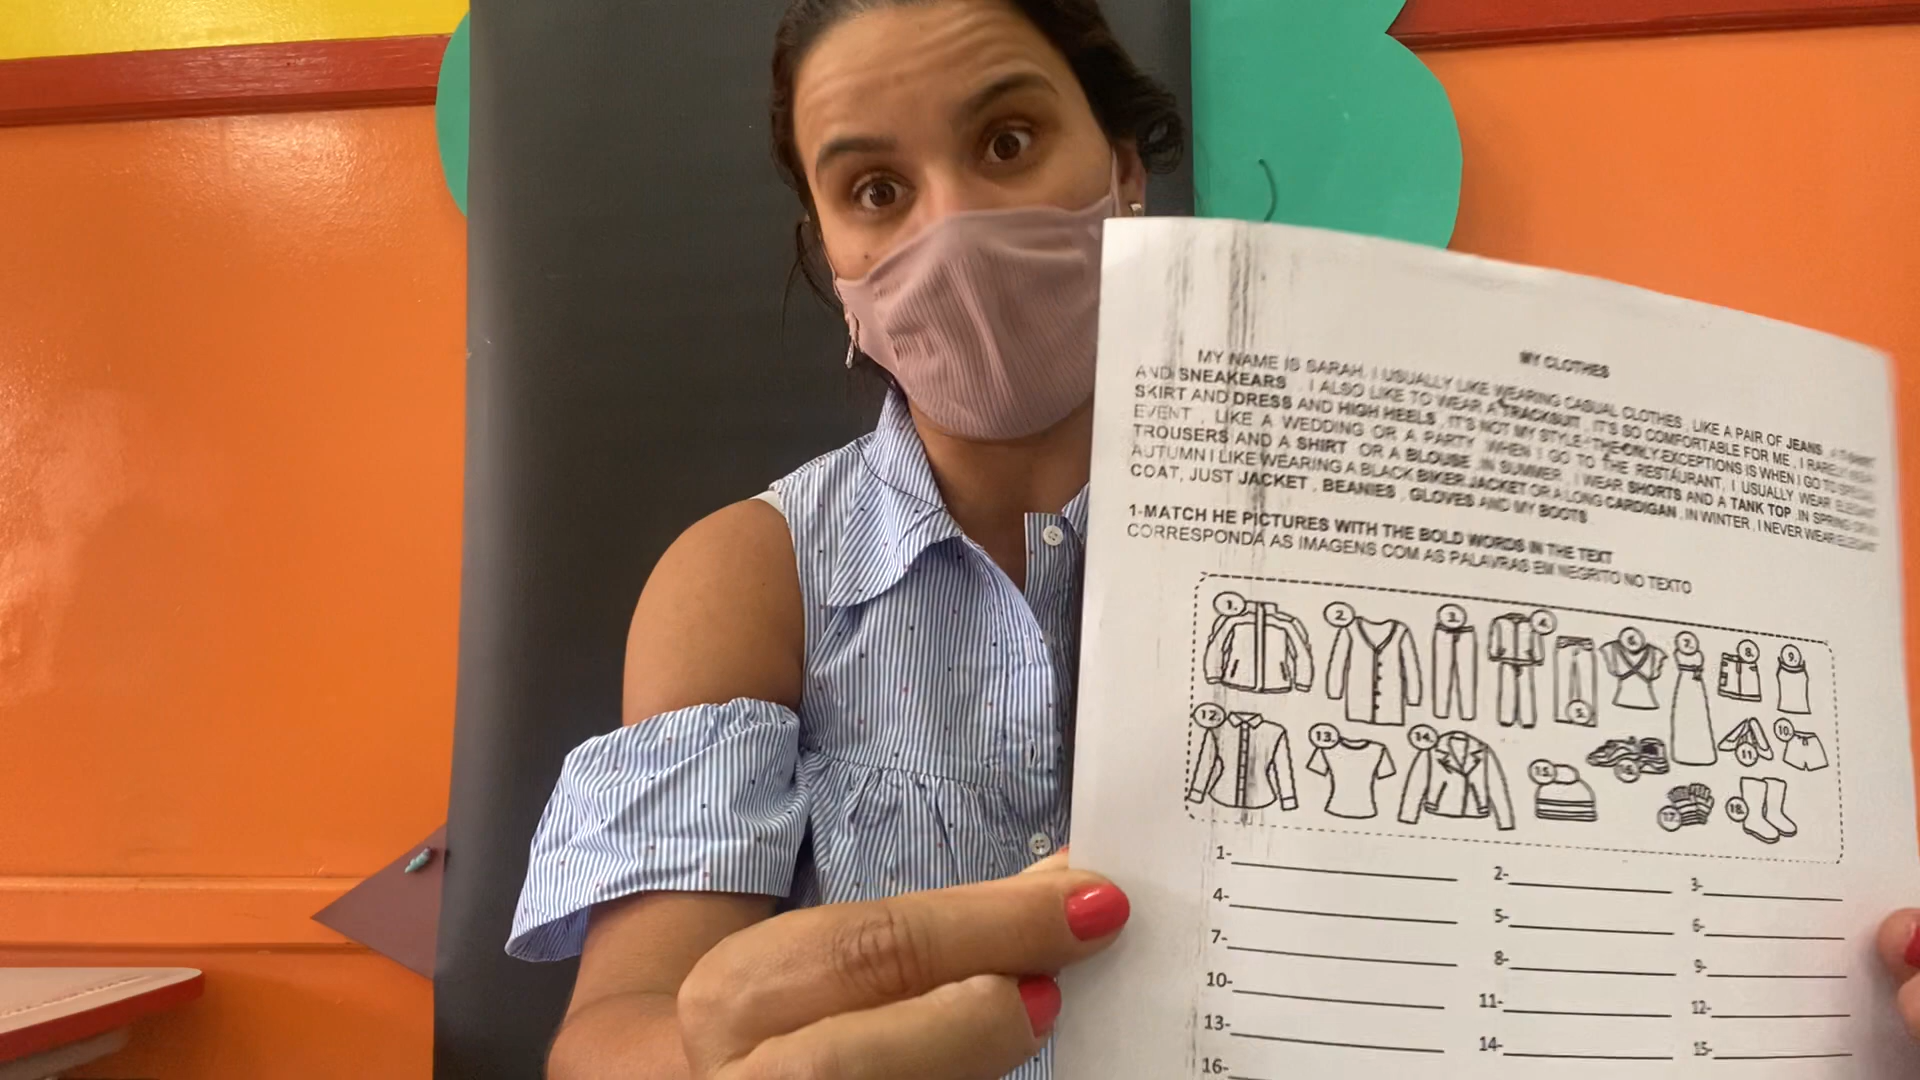 MY CLOTHES
MY NAME IS SARAH. I USUALLY LIKE WEARING CASUAL CLOTHES , LIKE A PAIR OF JEANS ,
AND SNEAKEARS . I ALSO LIKE TO WEAR A TRACKSUIT . IT'S SO COMFORTABLE FOR ME , I RARELY
SKIRT AND DRESS AND HIGH HEELS , IT'S NOT MY STYLE . THE ONLY EXCEPTIONS IS WHEN I GO TO
EVENT , LIKE A WEDDING OR A PARTY . WHEN I GO TO THE RESTAURANT, I USUALLY WEAR ELEGANT
TROUSERS AND A SHIRT OR A BLOUSE .IN SUMMER , I WEAR SHORTS AND A TANK TOP .IN SPRING OR
AUTUMN I LIKE WEARING A BLACK BIKER JACKET OR A LONG CARDIGAN .IN WINTER , I NEVER WEAR ELEGANT
COAT, JUST JACKET , BEANIES , GLOVES AND MY BOOTS
1-MATCH HE PICTURES WITH THE BOLD WORDS IN THE TEXT
CORRESPONDA AS IMAGENS COM AS PALAVRAS EM NEGRITO NO TEXTO
1. 2. 3. 4. 5. 6. 7. 8. 9.
12. 13. 14. 15. 16. 17. 18. 11 10.
1- 2- 3-
4- 5- 6-
7- 8- 9-
10- 11- 12-
13- 14- 15-
16-